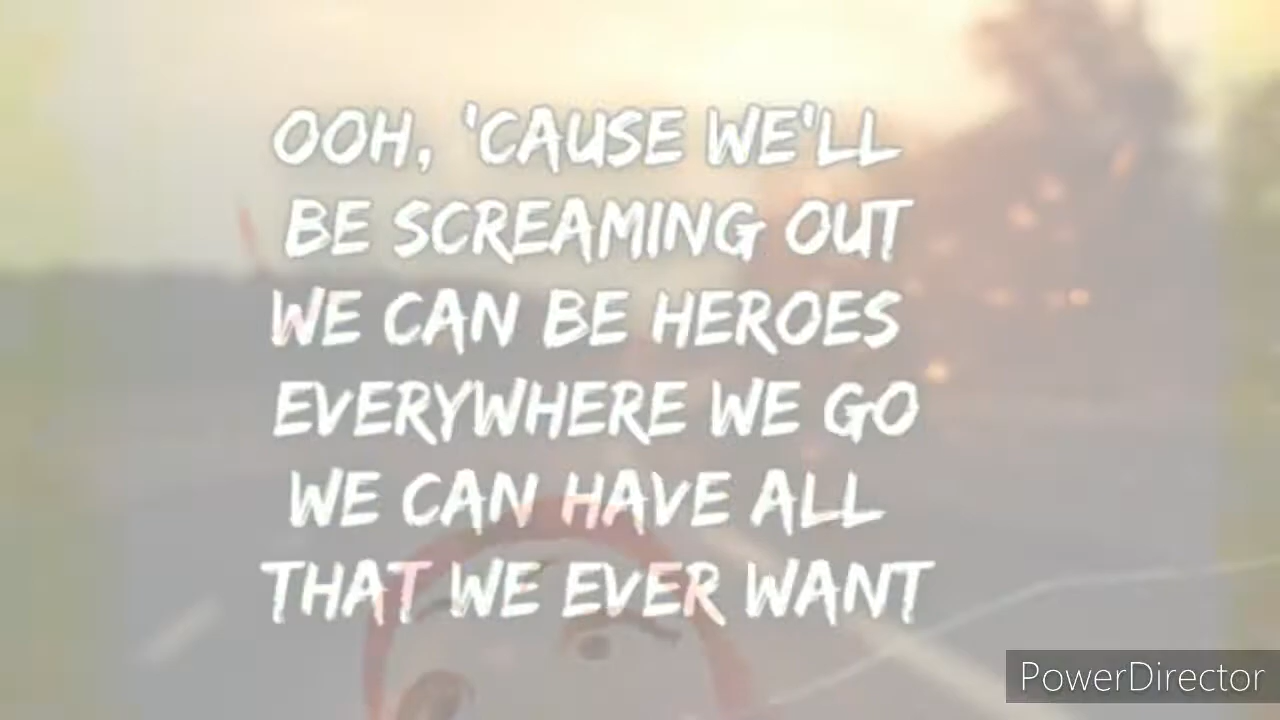 OOH, 'CAUSE WE'LL
BE SCREAMING OUT
WE CAN BE HEROES
EVERYWHERE WE GO
WE CAN HAVE ALL
THAT WE EVER WANT
PowerDirector